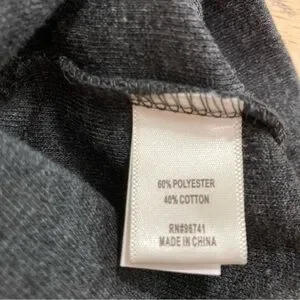 60% POLYESTER
40% COTTON
RN#96741
MADE IN CHINA